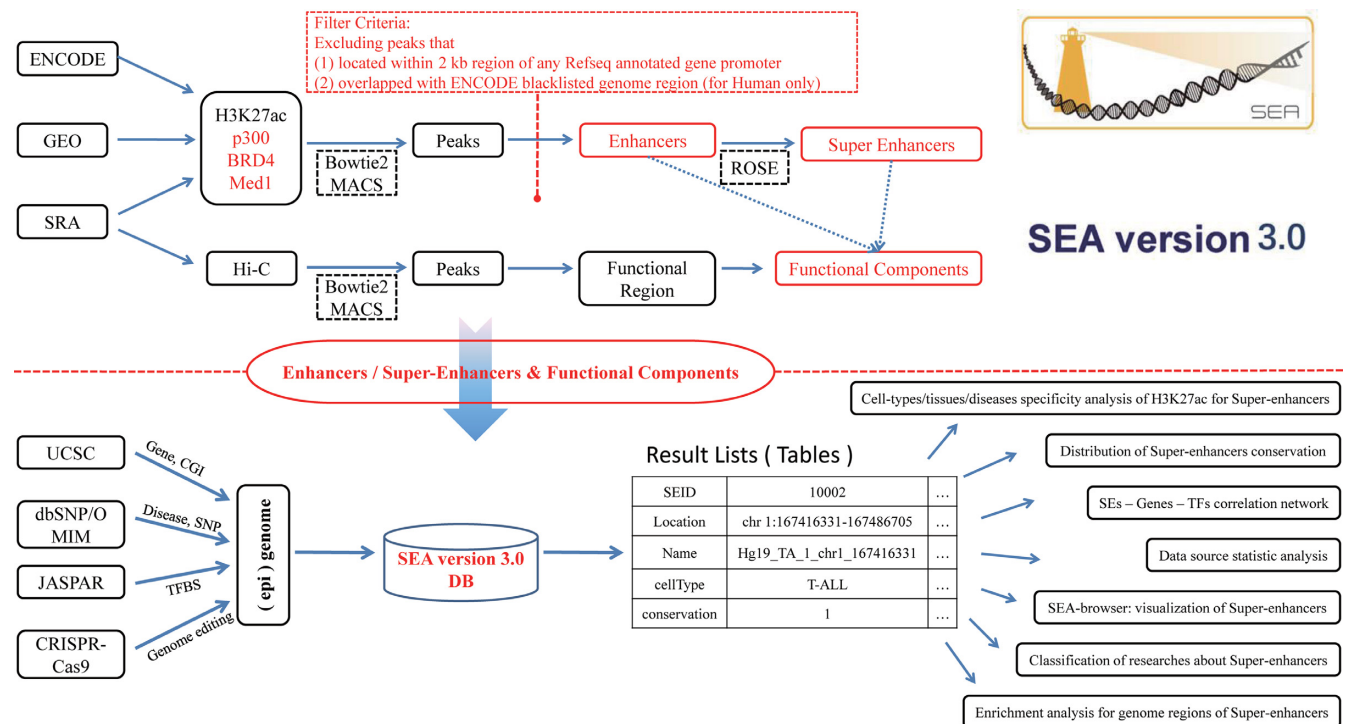 Filter Criteria:
Excluding peaks that
(1) located within 2 kb region of any Refseq annotated gene promoter
(2) overlapped with ENCODE blacklisted genome region (for Human only)
ENCODE
GEO
SRA
H3K27ac
p300
BRD4
Med1
Bowtie2
MACS
Peaks
Enhancers
ROSE
Super Enhancers
SEA
SEA version 3.0
Hi-C
Bowtie2
MACS
Peaks
Functional
Region
Functional Components
Enhancers / Super-Enhancers & Functional Components
UCSC
dbSNP/O
MIM
JASPAR
CRISPR-
Cas9
Gene, CGI
Disease, SNP
TFBS
Genome editing
( epi ) genome
SEA version 3.0
DB
Result Lists ( Tables )
SEID 10002 ...
Location chr 1:167416331-167486705 ...
Name Hg19_TA_1_chr1_167416331 ...
cellType T-ALL ...
conservation 1 ...
Cell-types/tissues/diseases specificity analysis of H3K27ac for Super-enhancers
Distribution of Super-enhancers conservation
SEs – Genes – TFs correlation network
Data source statistic analysis
SEA-browser: visualization of Super-enhancers
Classification of researches about Super-enhancers
Enrichment analysis for genome regions of Super-enhancers